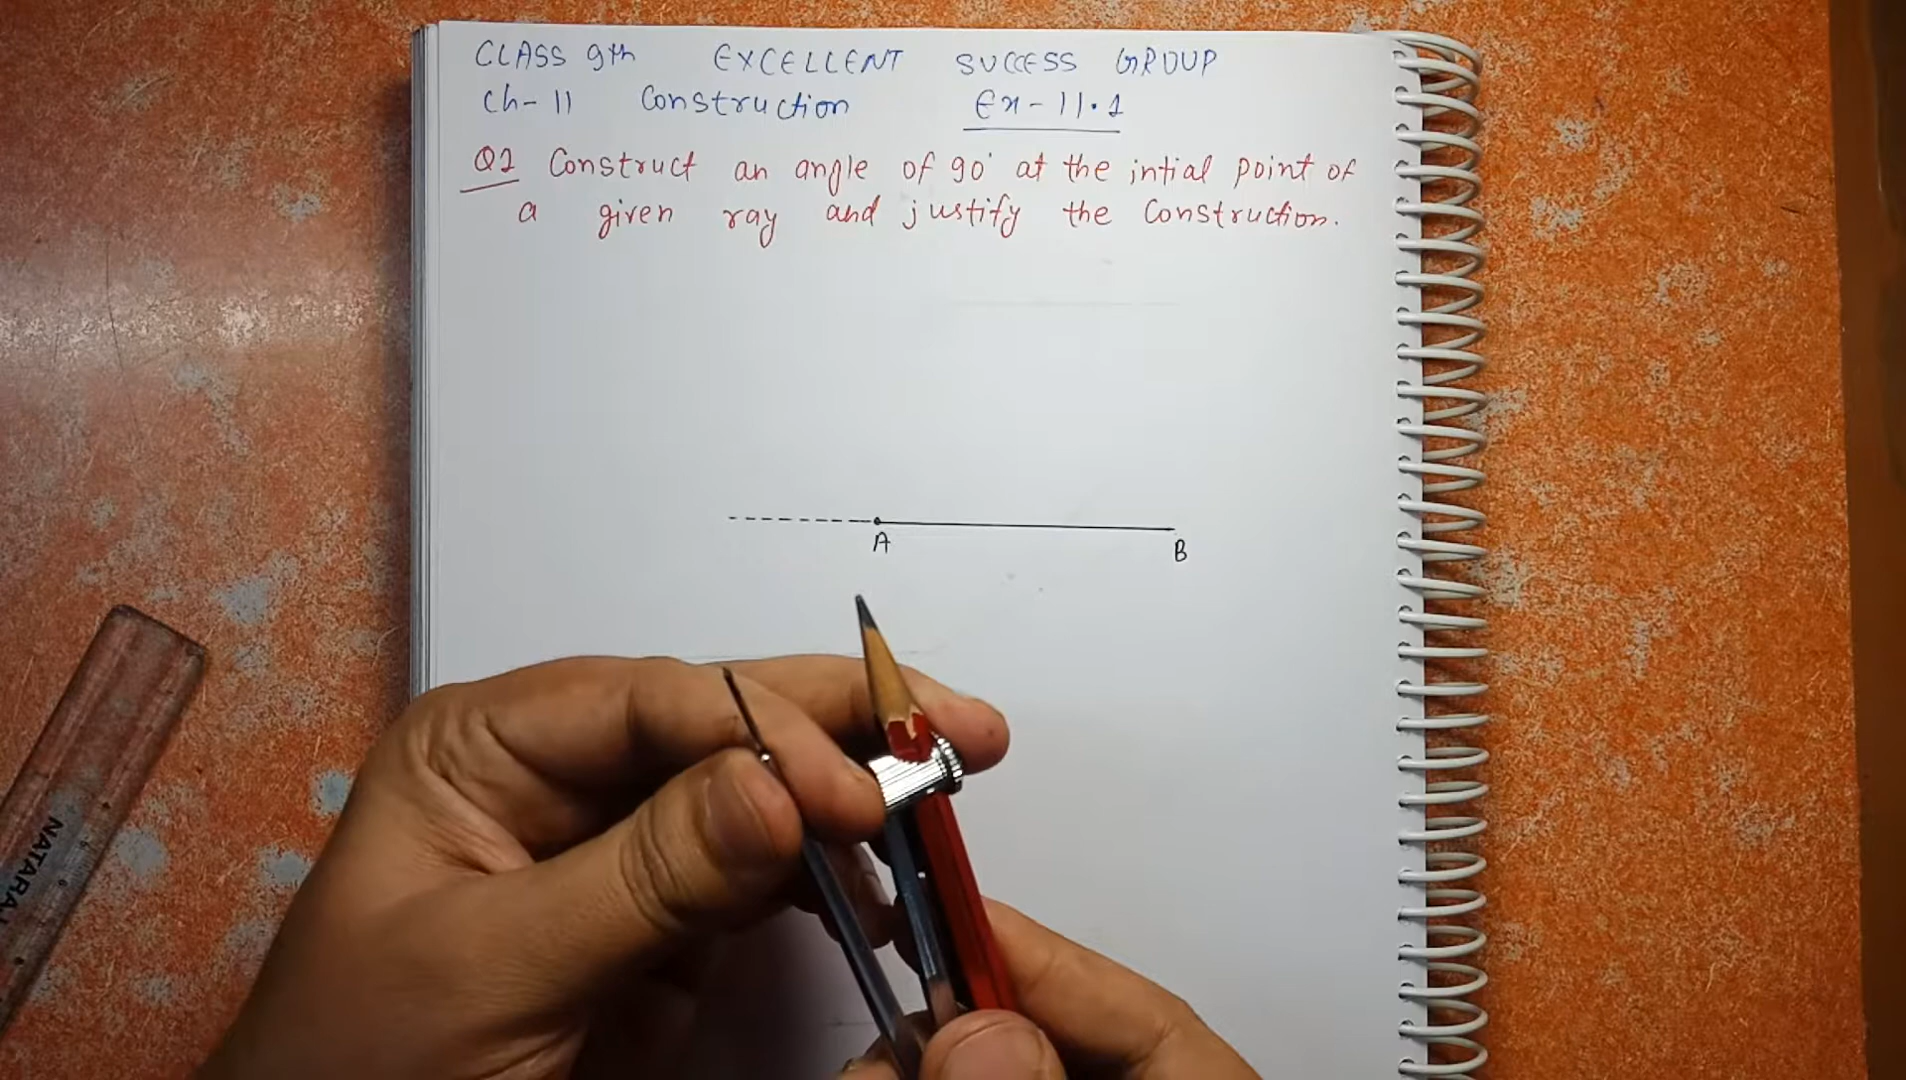 CLASS 9th EXCELLENT SUCCESS GROUP
Ch-11 Construction Ex-11.1
Q1 Construct an angle of 90° at the intial point of
a given ray and justify the Construction.
A
B
NATARAJ